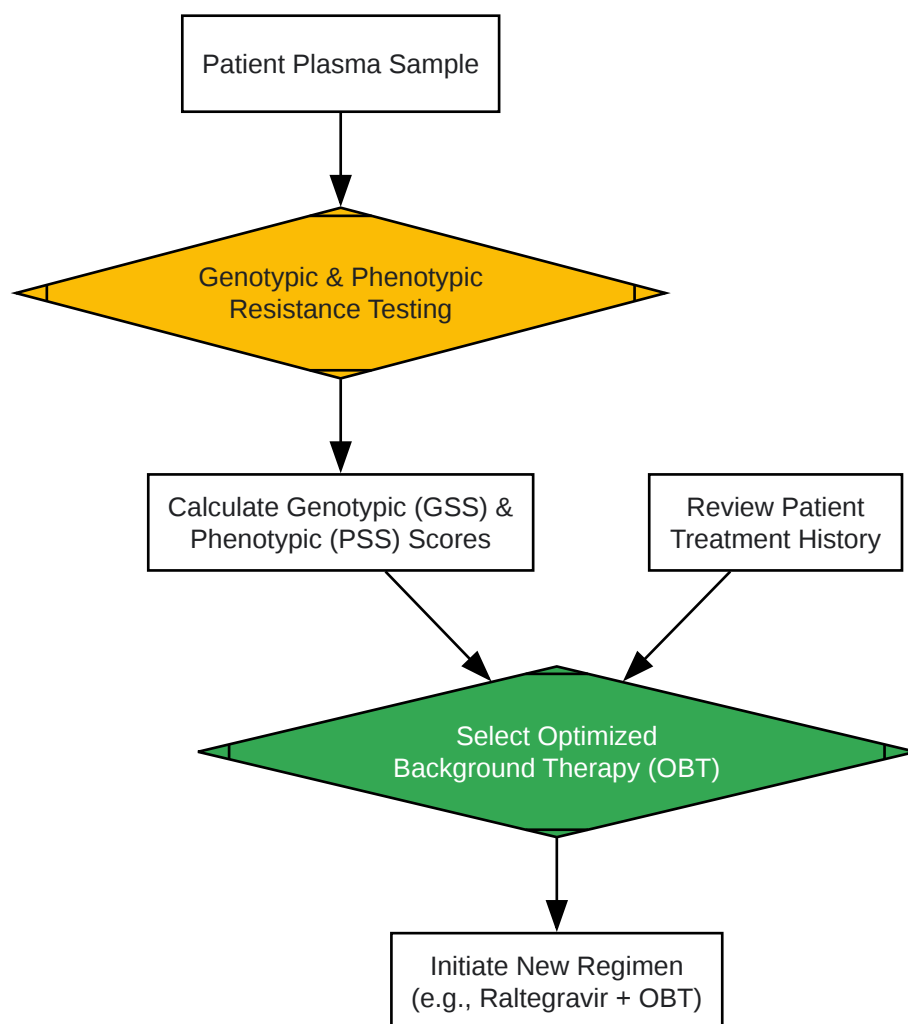 Patient Plasma Sample
Genotypic & Phenotypic
Resistance Testing
Calculate Genotypic (GSS) &
Phenotypic (PSS) Scores
Review Patient
Treatment History
Select Optimized
Background Therapy (OBT)
Initiate New Regimen
(e.g., Raltegravir + OBT)